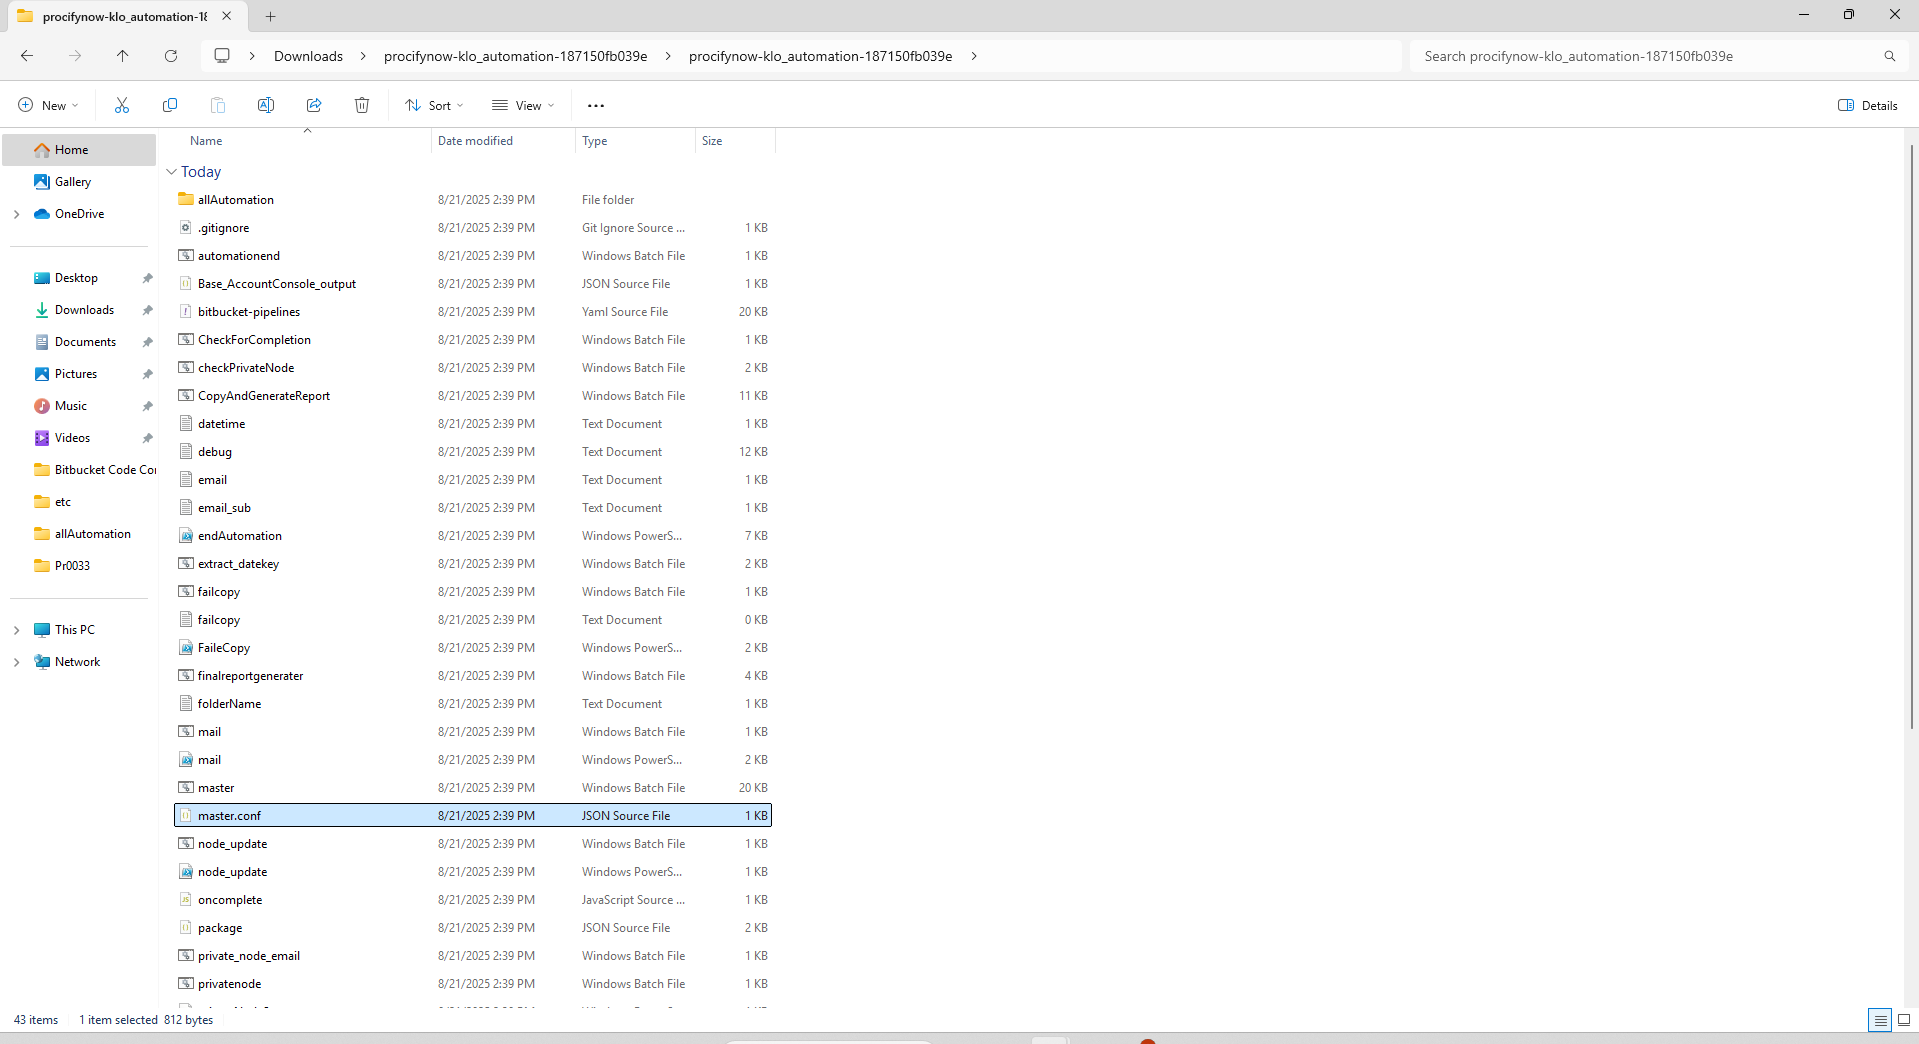 procifynow-klo_automation-18
Downloads procifynow-klo_automation-187150fb039e procifynow-klo_automation-187150fb039e
Search procifynow-klo_automation-187150fb039e
New Sort View Details
Name Date modified Type Size
Home
Gallery
OneDrive
Desktop
Downloads
Documents
Pictures
Music
Videos
Bitbucket Code Cor
etc
allAutomation
Pr0033
This PC
Network
Today
allAutomation 8/21/2025 2:39 PM File folder
.gitignore 8/21/2025 2:39 PM Git Ignore Source ... 1 KB
automationend 8/21/2025 2:39 PM Windows Batch File 1 KB
Base_AccountConsole_output 8/21/2025 2:39 PM JSON Source File 1 KB
bitbucket-pipelines 8/21/2025 2:39 PM Yaml Source File 20 KB
CheckForCompletion 8/21/2025 2:39 PM Windows Batch File 1 KB
checkPrivateNode 8/21/2025 2:39 PM Windows Batch File 2 KB
CopyAndGenerateReport 8/21/2025 2:39 PM Windows Batch File 11 KB
datetime 8/21/2025 2:39 PM Text Document 1 KB
debug 8/21/2025 2:39 PM Text Document 12 KB
email 8/21/2025 2:39 PM Text Document 1 KB
email_sub 8/21/2025 2:39 PM Text Document 1 KB
endAutomation 8/21/2025 2:39 PM Windows PowerS... 7 KB
extract_datekey 8/21/2025 2:39 PM Windows Batch File 2 KB
failcopy 8/21/2025 2:39 PM Windows Batch File 1 KB
failcopy 8/21/2025 2:39 PM Text Document 0 KB
FaileCopy 8/21/2025 2:39 PM Windows PowerS... 2 KB
finalreportgenerater 8/21/2025 2:39 PM Windows Batch File 4 KB
folderName 8/21/2025 2:39 PM Text Document 1 KB
mail 8/21/2025 2:39 PM Windows Batch File 1 KB
mail 8/21/2025 2:39 PM Windows PowerS... 2 KB
master 8/21/2025 2:39 PM Windows Batch File 20 KB
master.conf 8/21/2025 2:39 PM JSON Source File 1 KB
node_update 8/21/2025 2:39 PM Windows Batch File 1 KB
node_update 8/21/2025 2:39 PM Windows PowerS... 1 KB
oncomplete 8/21/2025 2:39 PM JavaScript Source ... 1 KB
package 8/21/2025 2:39 PM JSON Source File 2 KB
private_node_email 8/21/2025 2:39 PM Windows Batch File 1 KB
privatenode 8/21/2025 2:39 PM Windows Batch File 1 KB
43 items 1 item selected 812 bytes